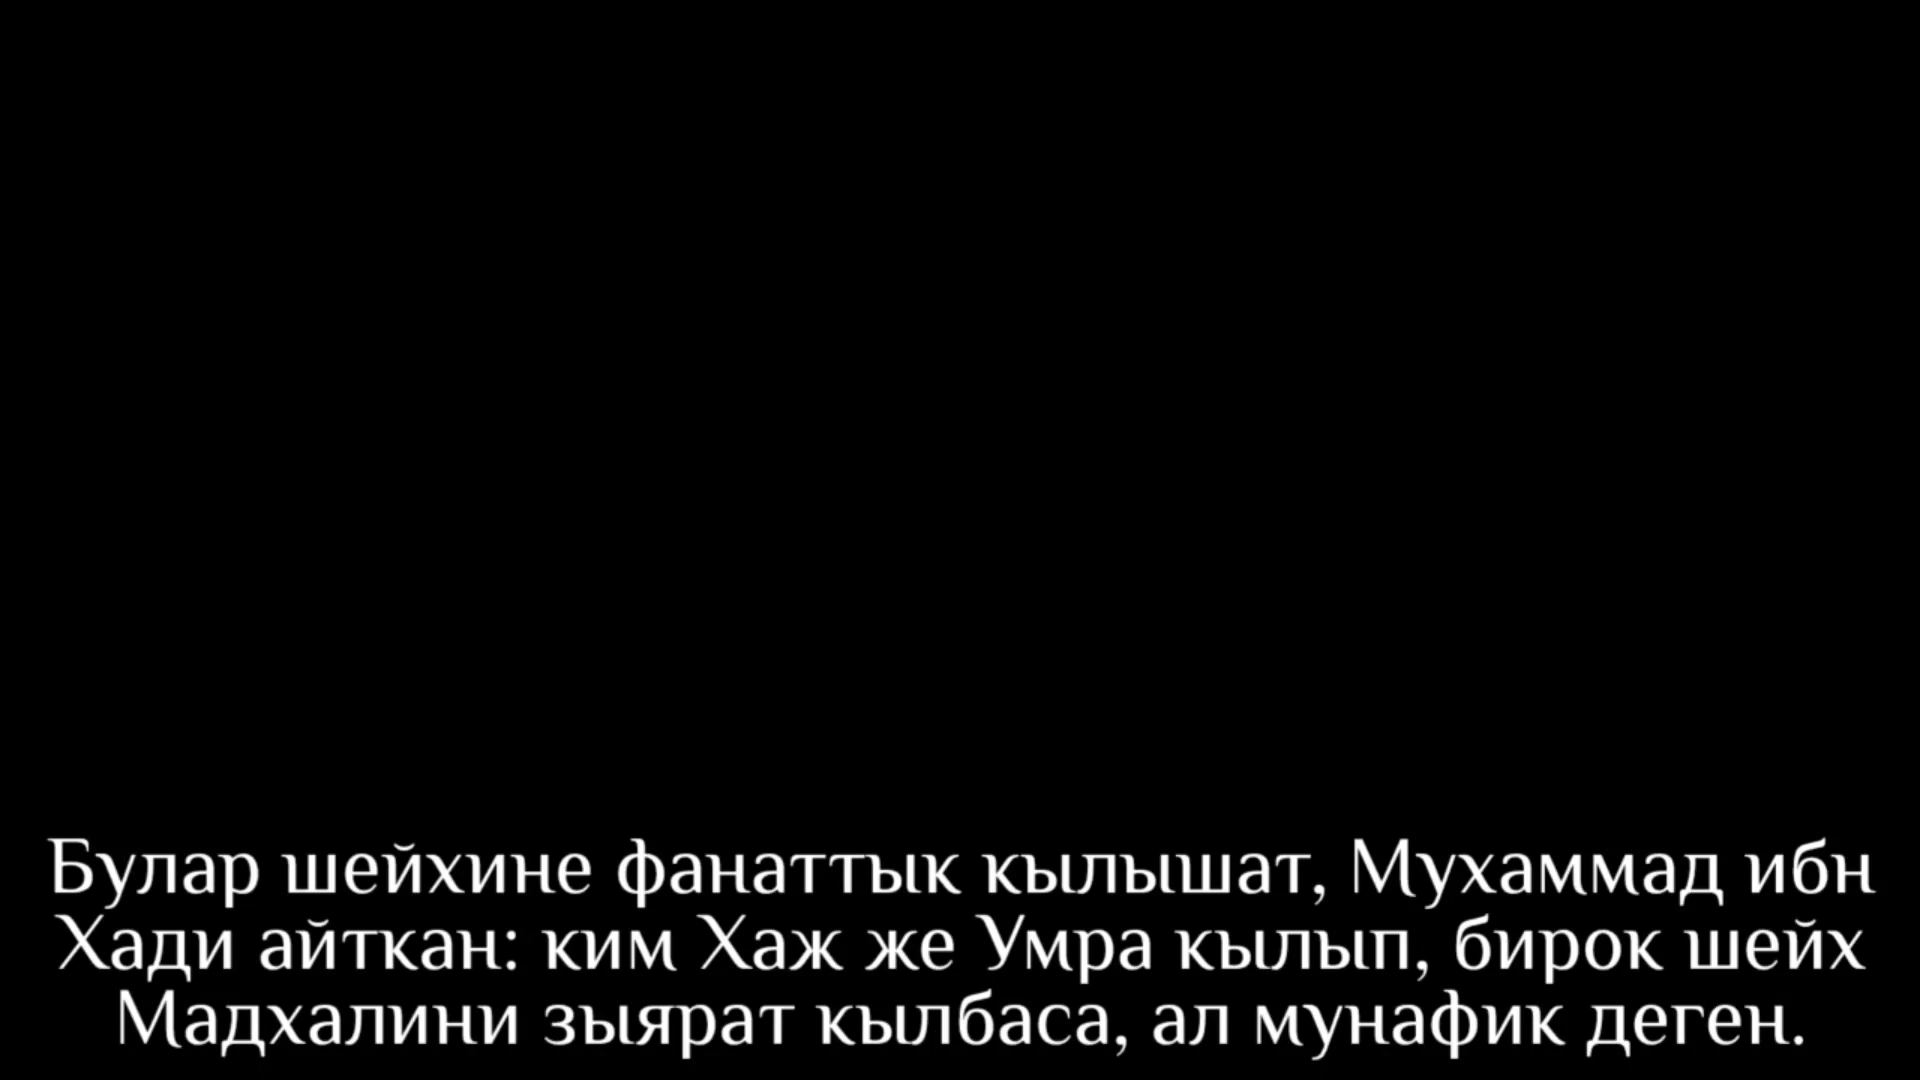 Булар шейхине фанаттык кылышат, Мухаммад ибн
Хади айткан: ким Хаж же Умра кылып, бирок шейх
Мадхалини зыярат кылбаса, ал мунафик деген.